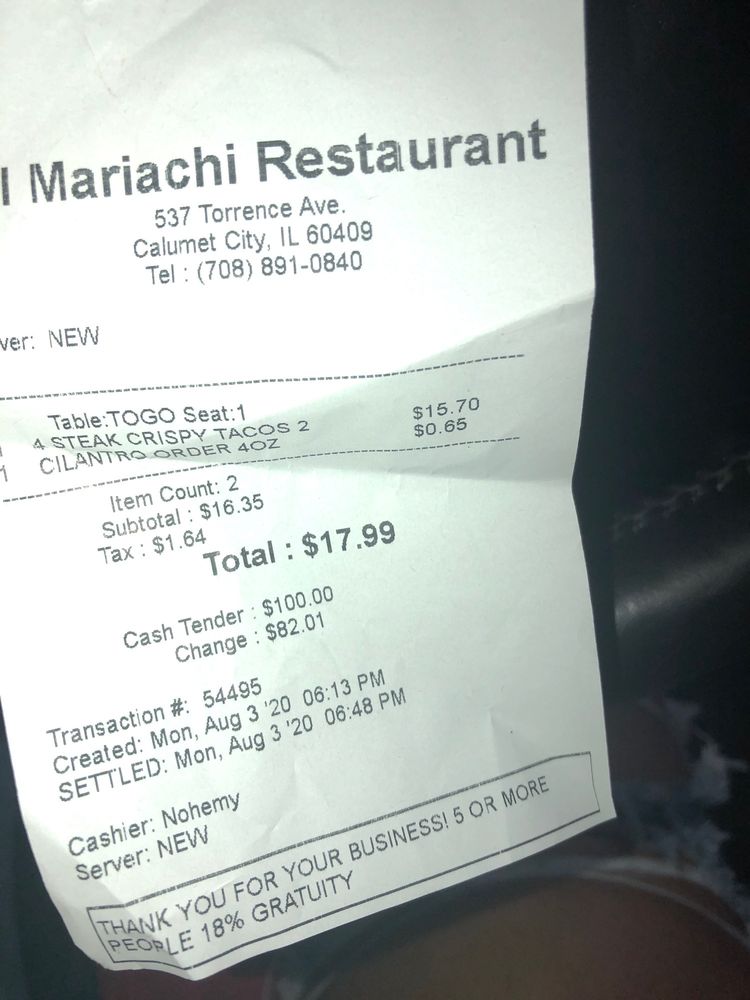 l Mariachi Restaurant
537 Torrence Ave.
Calumet City, IL 60409
Tel : (708) 891-0840
ver: NEW
Table:TOGO Seat:1
4 STEAK CRISPY TACOS 2 $15.70
1 CILANTRO ORDER 4OZ $0.65
Item Count: 2
Subtotal : $16.35
Tax : $1.64
Total : $17.99
Cash Tender : $100.00
Change : $82.01
Transaction #: 54495
Created: Mon, Aug 3 '20 06:13 PM
SETTLED: Mon, Aug 3 '20 06:48 PM
Cashier: Nohemy
Server: NEW
THANK YOU FOR YOUR BUSINESS! 5 OR MORE
PEOPLE 18% GRATUITY